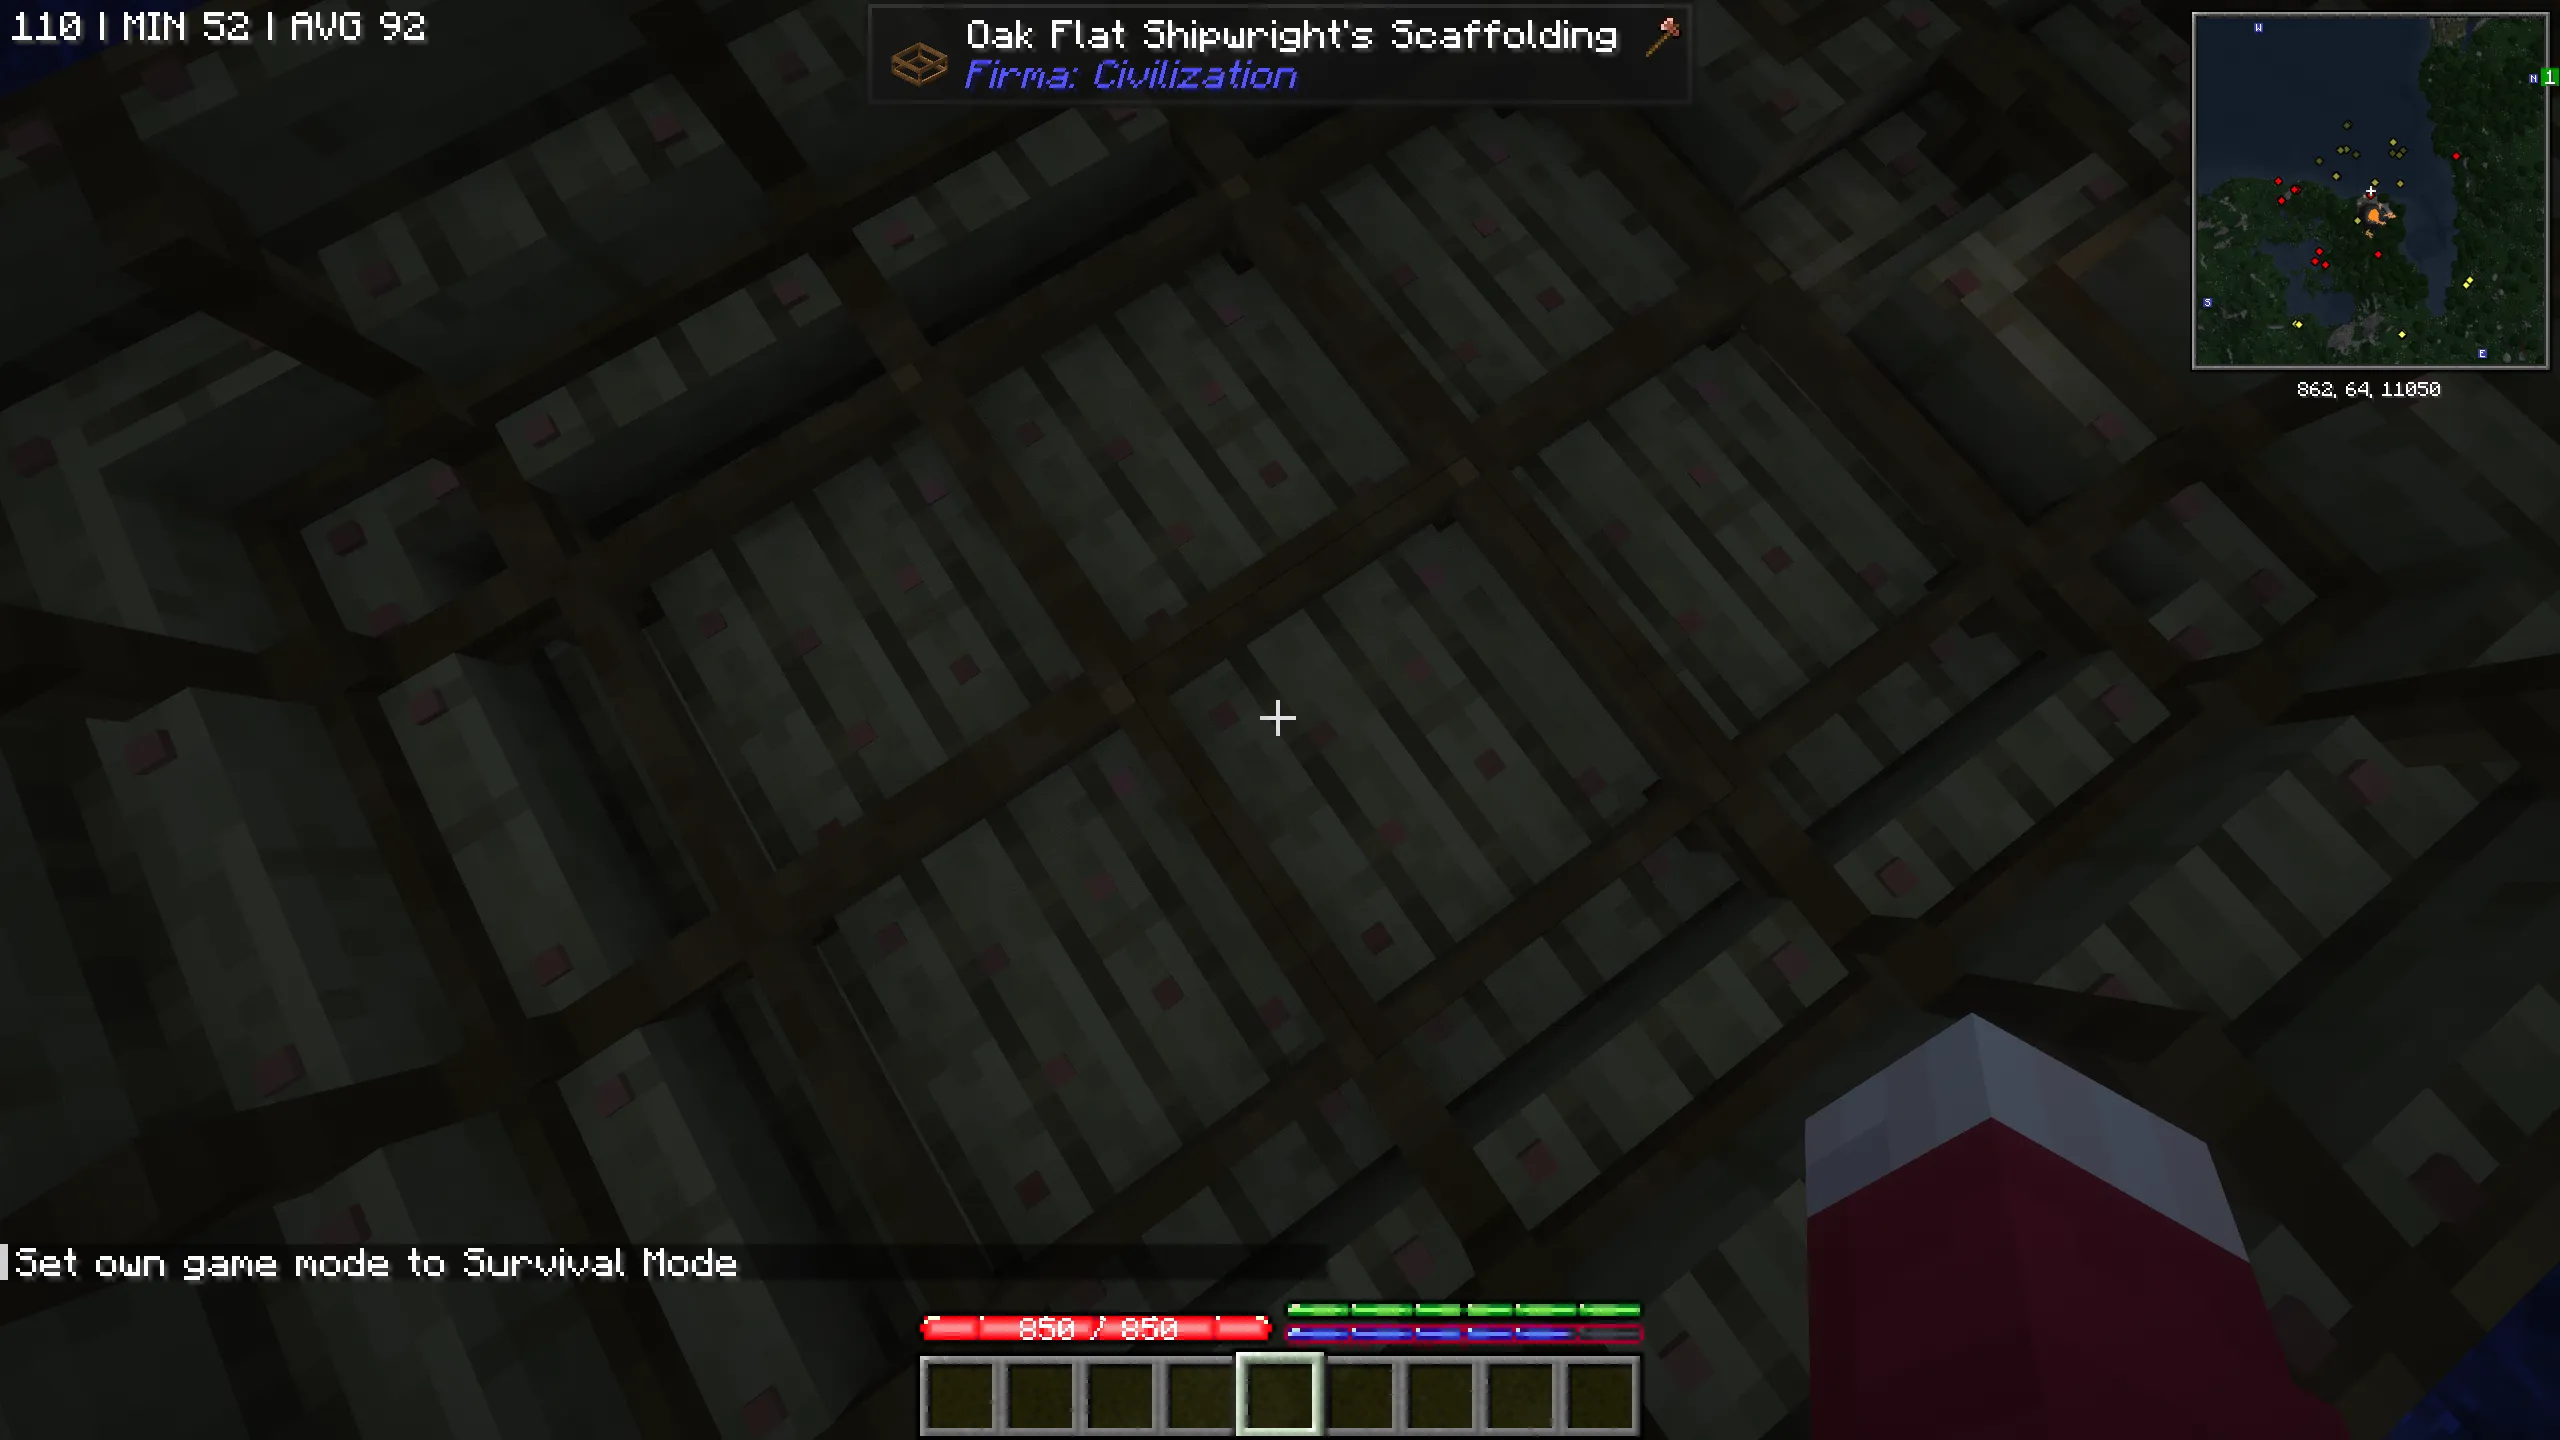 110 | MIN 52 | AVG 92
Oak Flat Shipwright's Scaffolding
Firma: Civilization
W
N
1
S
E
862, 64, 11050
Set own game mode to Survival Mode
850 / 850